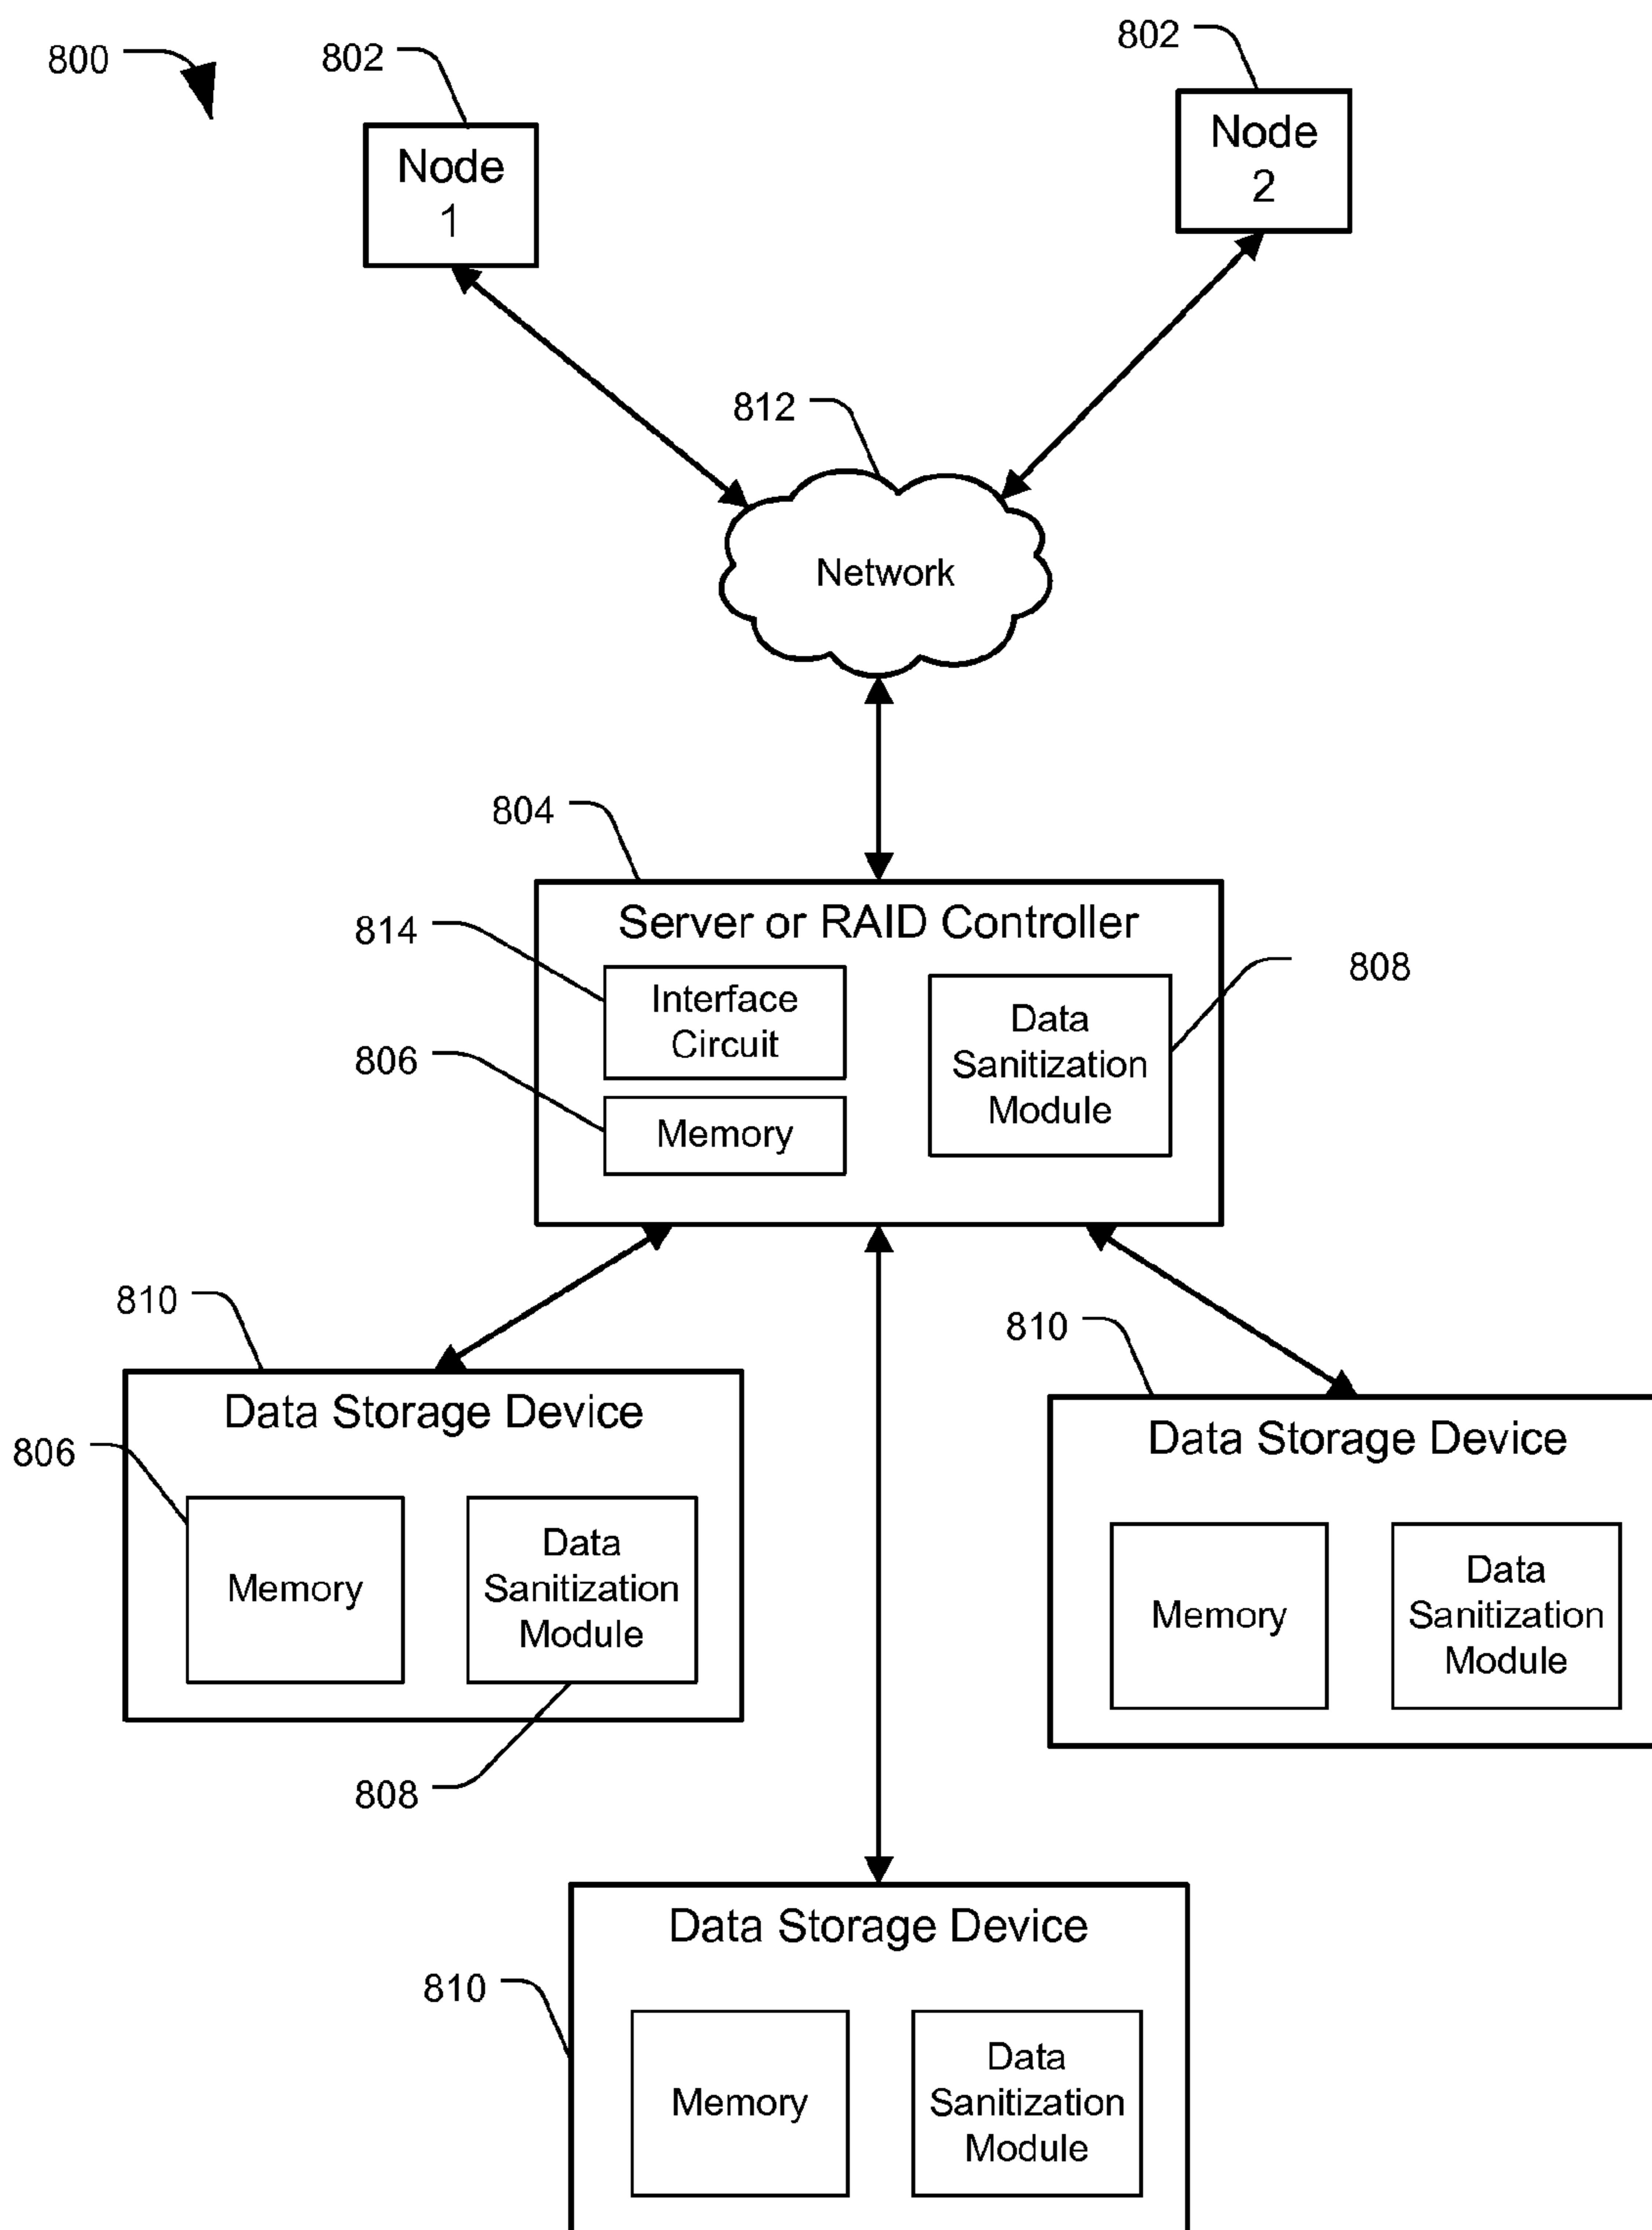 800
802
802
Node
1
Node
2
812
Network
804
Server or RAID Controller
814
Interface
Circuit
808
Data
Sanitization
Module
806
Memory
810
Data Storage Device
806
Memory
Data
Sanitization
Module
808
810
Data Storage Device
Memory
Data
Sanitization
Module
Data Storage Device
810
Memory
Data
Sanitization
Module